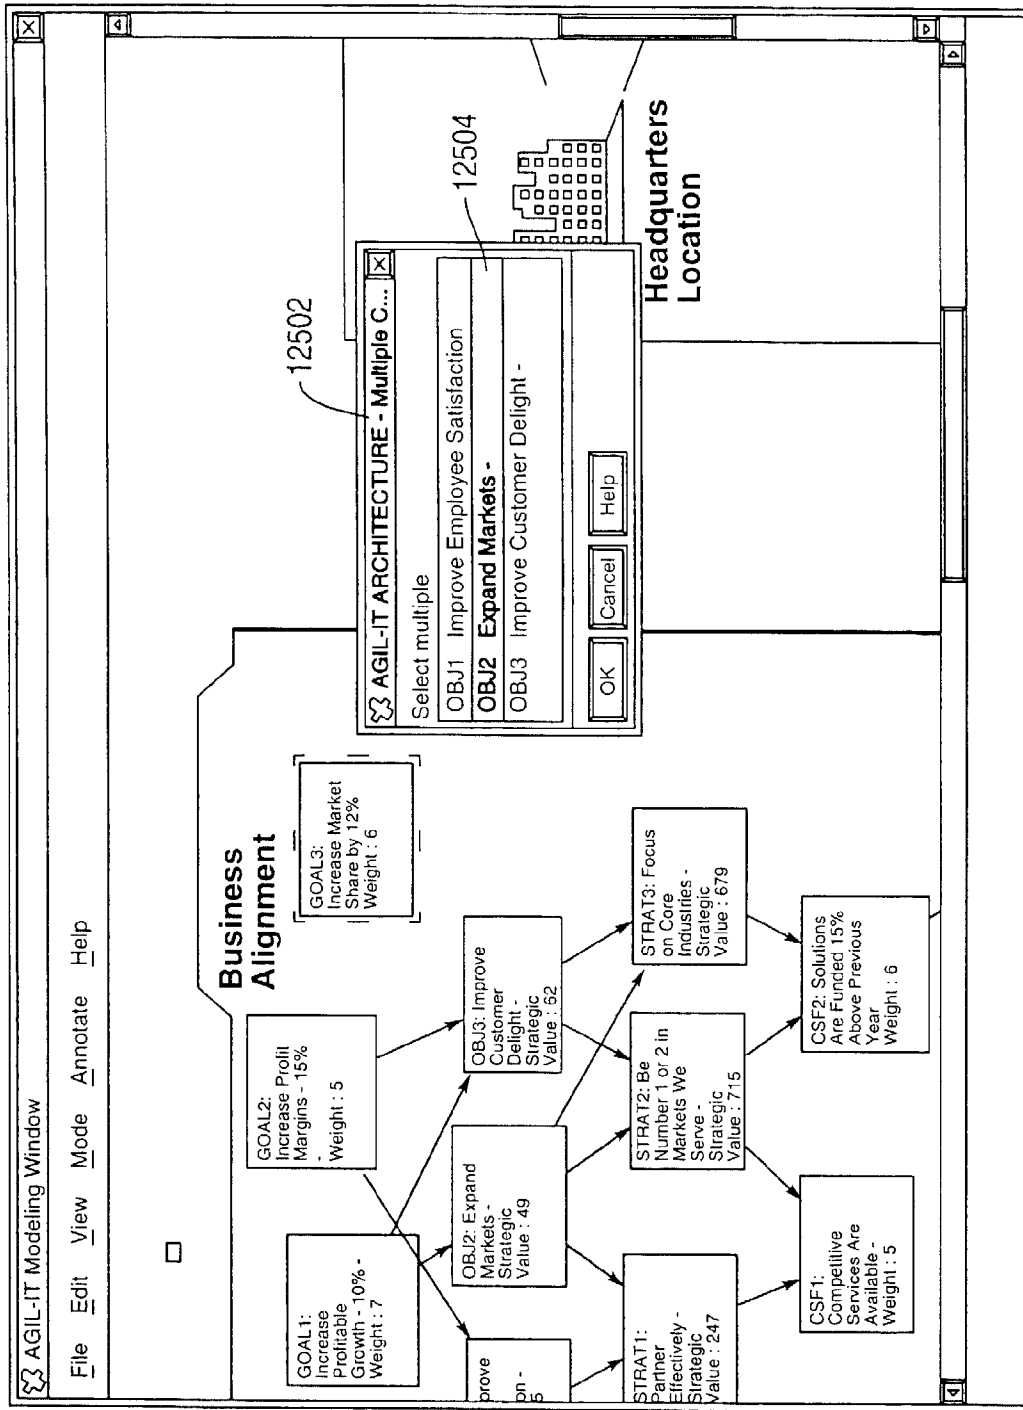 AGIL-IT Modeling Window
File Edit View Mode Annotate Help
Business
Alignment
GOAL1:
Increase
Profitable
Growth - 10% -
Weight : 7
GOAL2:
Increase Profit
Margins - 15%
-
Weight : 5
GOAL3:
Increase Market
Share by 12%
Weight : 6
prove
on -
5
OBJ2: Expand
Markets -
Strategic
Value : 49
OBJ3: Improve
Customer
Delight -
Strategic
Value : 62
STRAT1:
Partner
Effectively -
Strategic
Value : 247
STRAT2: Be
Number 1 or 2 in
Markets We
Serve -
Strategic
Value : 715
STRAT3: Focus
on Core
Industries -
Strategic
Value : 679
CSF1:
Competitive
Services Are
Available -
Weight : 5
CSF2: Solutions
Are Funded 15%
Above Previous
Year
Weight : 6
12502
AGIL-IT ARCHITECTURE - Multiple C...
Select multiple
OBJ1 Improve Employee Satisfaction
OBJ2 Expand Markets -
OBJ3 Improve Customer Delight -
OK Cancel Help
12504
Headquarters
Location